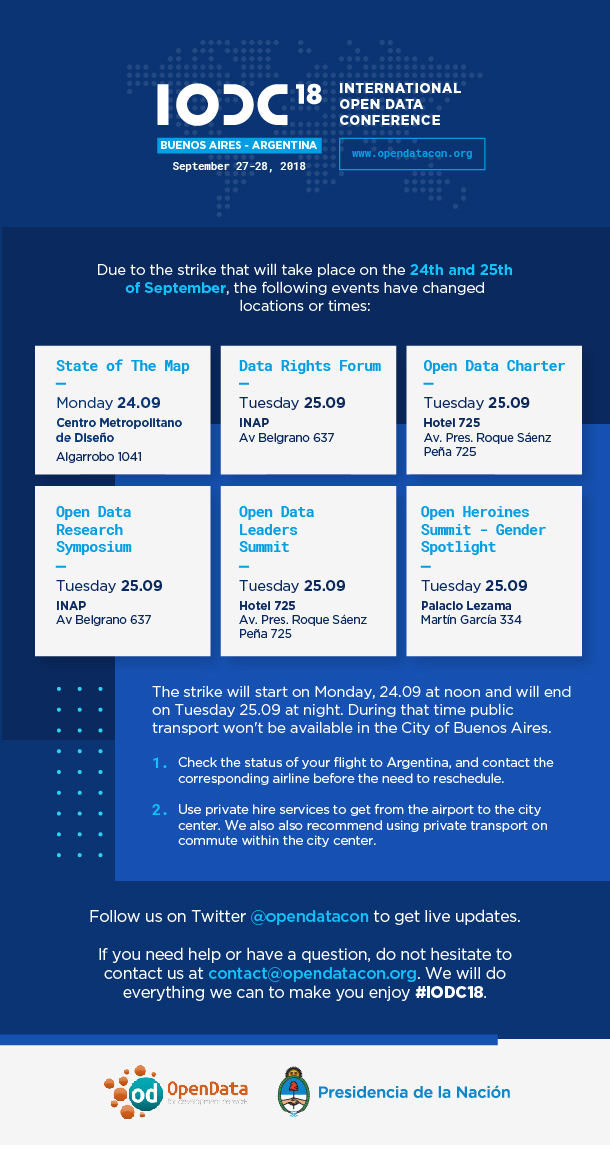 IODC 18
INTERNATIONAL
OPEN DATA
CONFERENCE
BUENOS AIRES - ARGENTINA
September 27-28, 2018
www.opendatacon.org
Due to the strike that will take place on the 24th and 25th
of September, the following events have changed
locations or times:
State of The Map
Monday 24.09
Centro Metropolitano
de DIseño
Algarrobo 1041
Data Rights Forum
Tuesday 25.09
INAP
Av Belgrano 637
Open Data Charter
Tuesday 25.09
Hotel 725
Av. Pres. Roque Sáenz
Peña 725
Open Data
Research
Symposium
Tuesday 25.09
INAP
Av Belgrano 637
Open Data
Leaders
Summit
Tuesday 25.09
Hotel 725
Av. Pres. Roque Sáenz
Peña 725
Open Heroines
Summit - Gender
Spotlight
Tuesday 25.09
Palacio Lezama
Martín García 334
The strike will start on Monday, 24.09 at noon and will end
on Tuesday 25.09 at night. During that time public
transport won't be available in the City of Buenos Aires.
1. Check the status of your flight to Argentina, and contact the
corresponding airline before the need to reschedule.
2. Use private hire services to get from the airport to the city
center. We also also recommend using private transport on
commute within the city center.
Follow us on Twitter @opendatacon to get live updates.
If you need help or have a question, do not hesitate to
contact us at contact@opendatacon.org. We will do
everything we can to make you enjoy #IODC18.
od OpenData
for development network
Presidencia de la Nación